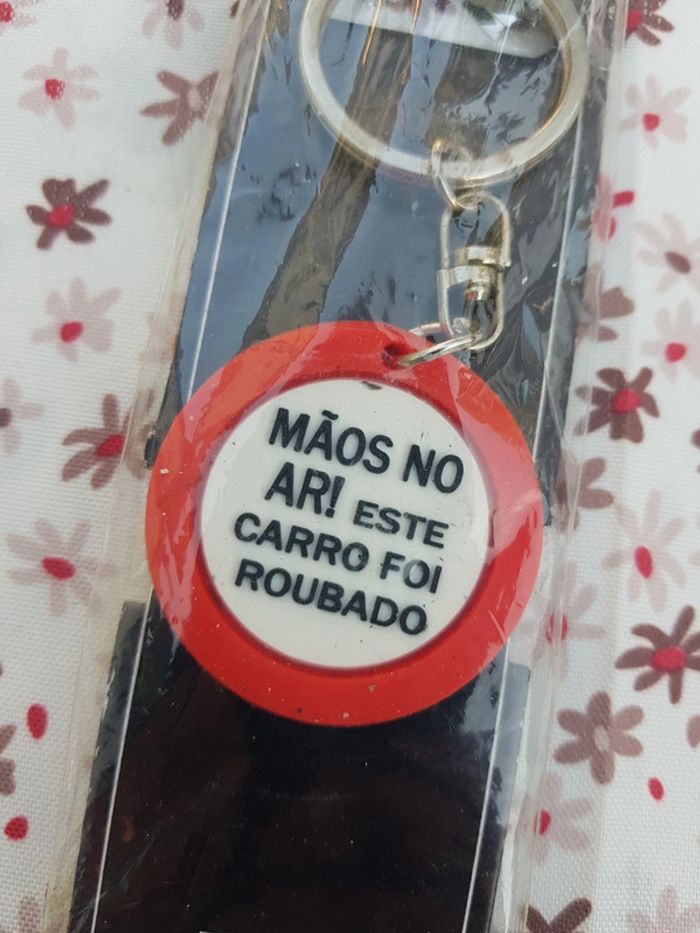 MÃOS NO
AR! ESTE
CARRO FOI
ROUBADO